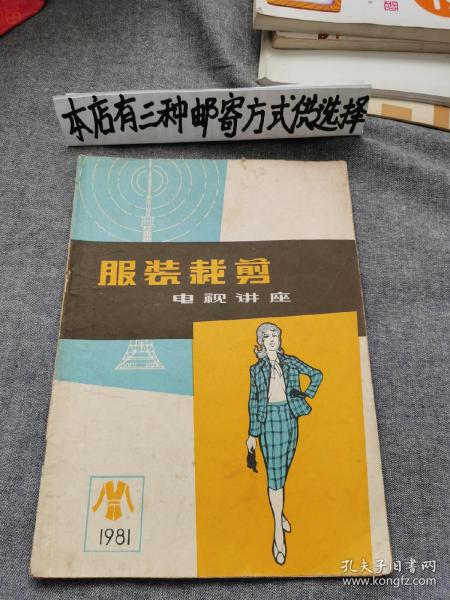 本店有三种邮寄方式供选择
服装裁剪
电视讲座
1981
孔夫子旧书网
www.kongfz.com